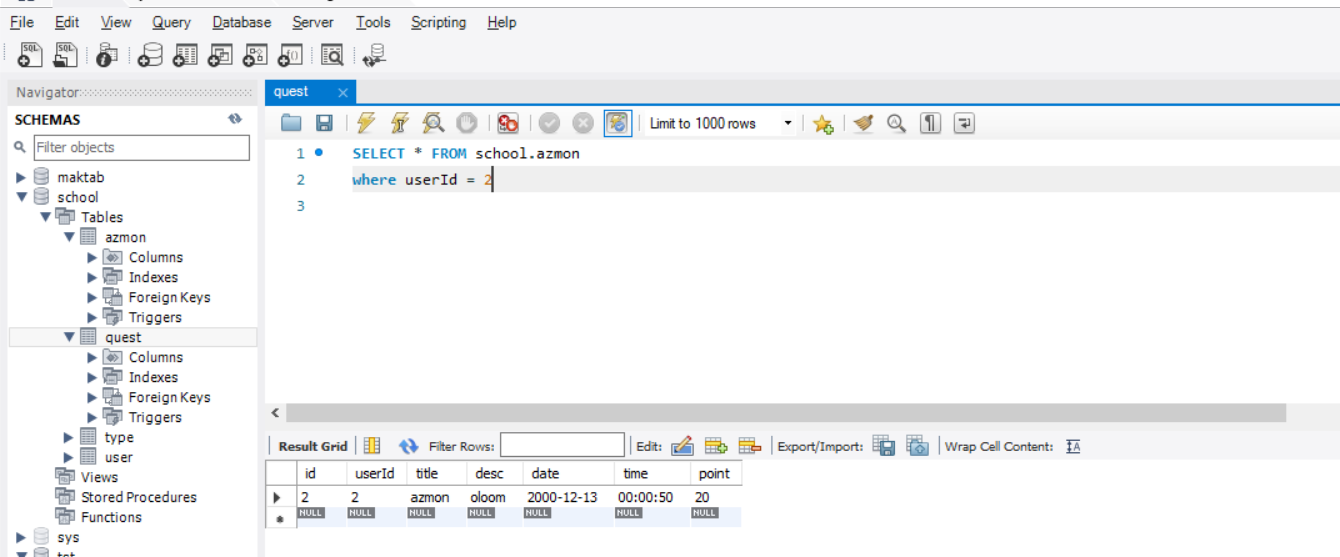 File Edit View Query Database Server Tools Scripting Help
SQL SQL
Navigator
quest
SCHEMAS
Limit to 1000 rows
Filter objects
1 SELECT * FROM school.azmon
2 where userId = 2
3
maktab
school
Tables
azmon
Columns
Indexes
Foreign Keys
Triggers
quest
Columns
Indexes
Foreign Keys
Triggers
type
user
Views
Stored Procedures
Functions
sys
Result Grid Filter Rows: Edit: Export/Import: Wrap Cell Content:
id userId title desc date time point
2 2 azmon oloom 2000-12-13 00:00:50 20
NULL NULL NULL NULL NULL NULL NULL